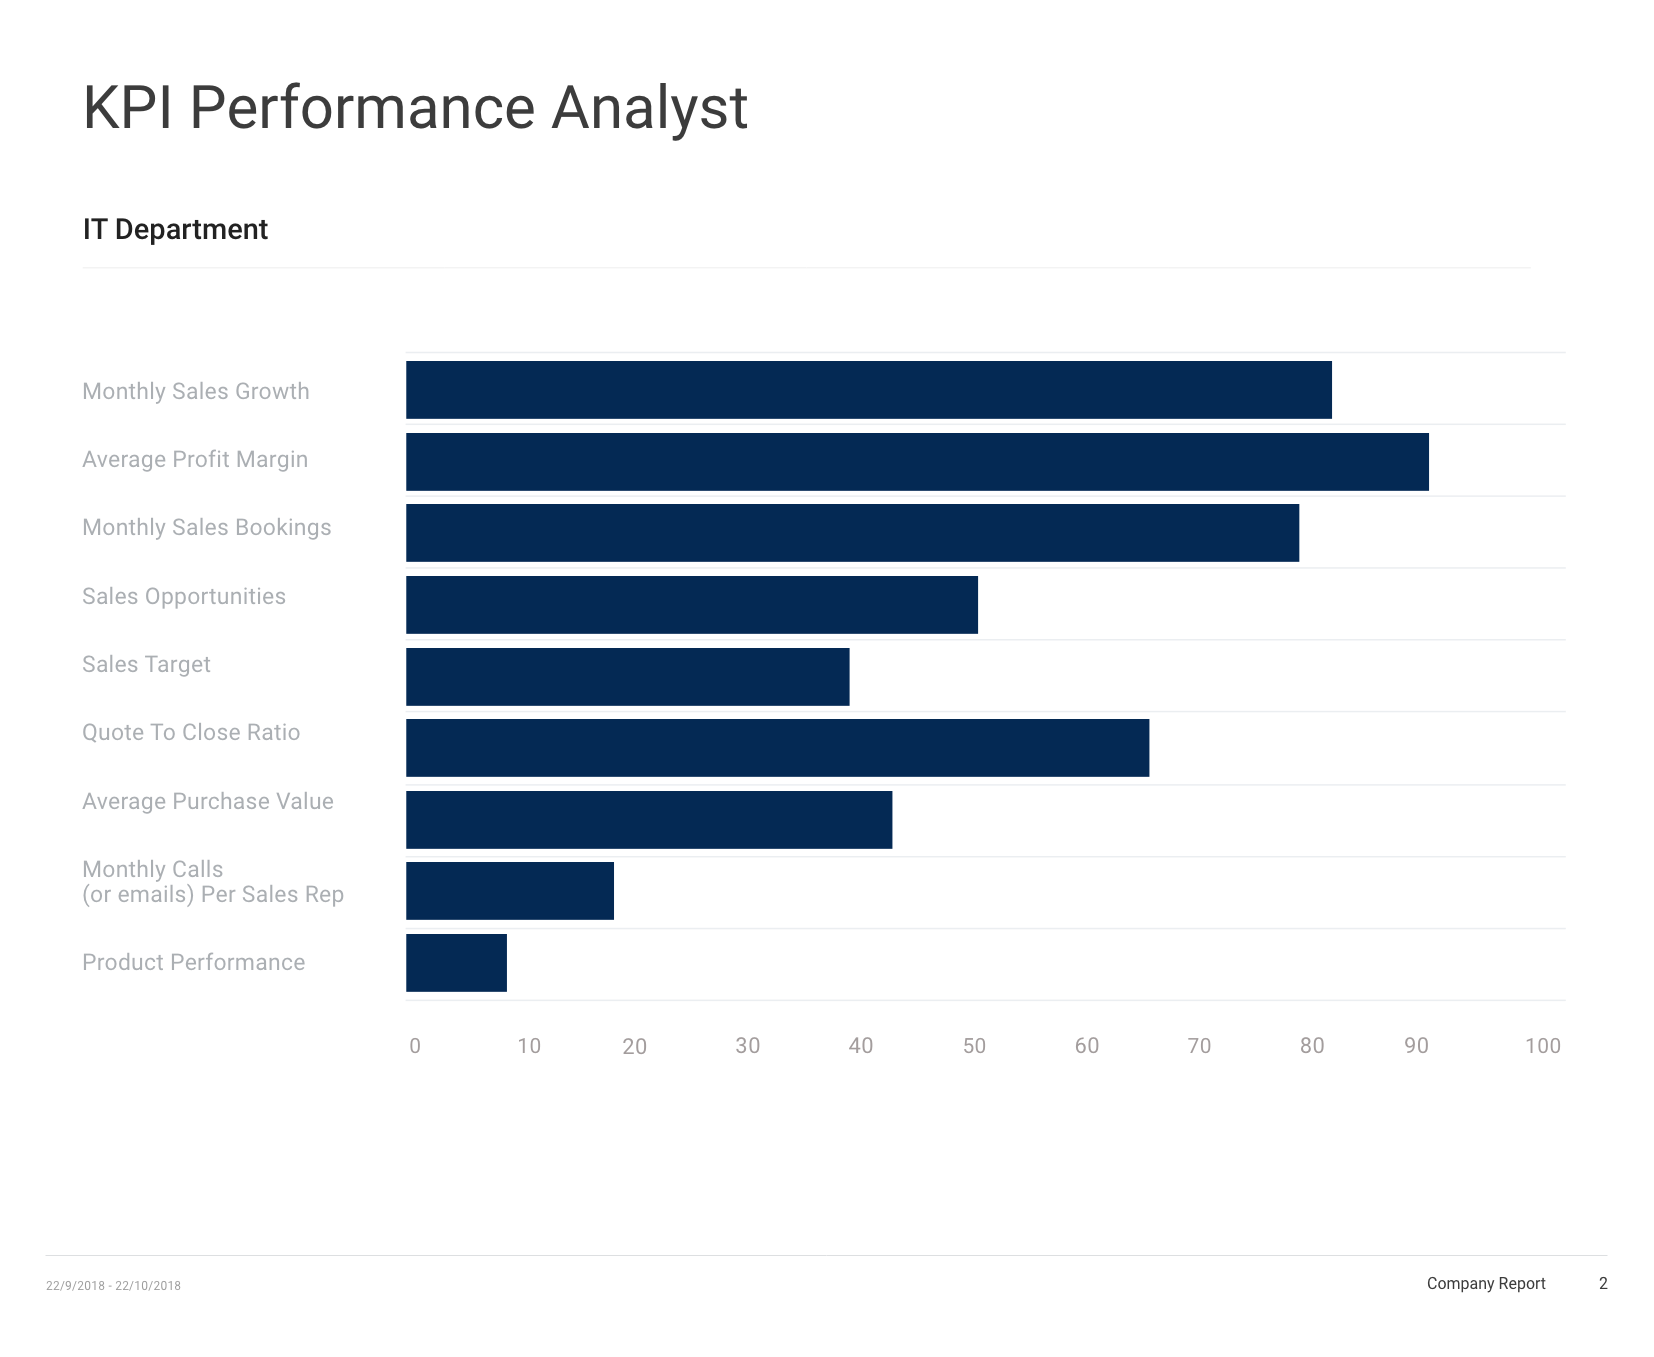 KPI Performance Analyst
IT Department
Monthly Sales Growth
Average Profit Margin
Monthly Sales Bookings
Sales Opportunities
Sales Target
Quote To Close Ratio
Average Purchase Value
Monthly Calls
(or emails) Per Sales Rep
Product Performance
0 10 20 30 40 50 60 70 80 90 100
22/9/2018 - 22/10/2018
Company Report 2